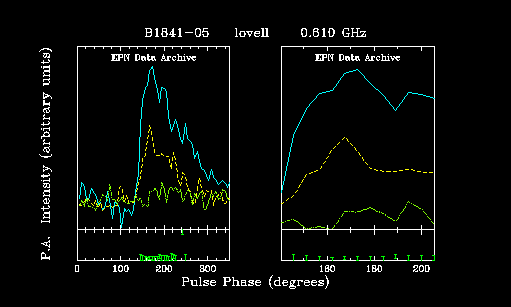 B1841-05 lovell 0.610 GHz
EPN Data Archive EPN Data Archive
P.A. Intensity (arbitrary units)
0 100 200 300 160 180 200
Pulse Phase (degrees)